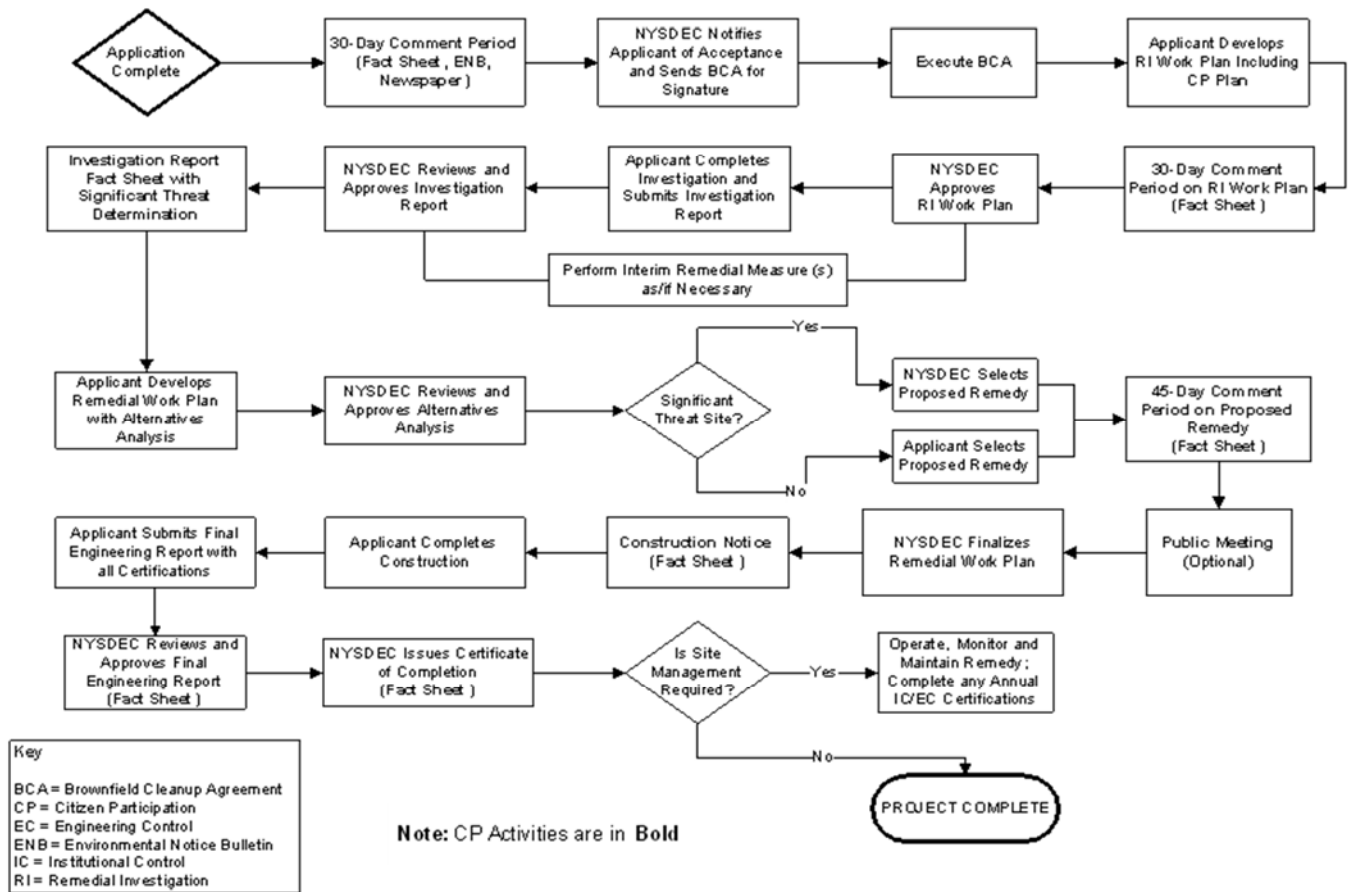 Application
Complete
30-Day Comment Period
(Fact Sheet, ENB,
Newspaper)
NYSDEC Notifies
Applicant of Acceptance
and Sends BCA for
Signature
Execute BCA
Applicant Develops
RI Work Plan Including
CP Plan
30-Day Comment
Period on RI Work Plan
(Fact Sheet)
NYSDEC
Approves
RI Work Plan
Applicant Completes
Investigation and
Submits Investigation
Report
NYSDEC Reviews and
Approves Investigation
Report
Investigation Report
Fact Sheet with
Significant Threat
Determination
Perform Interim Remedial Measure(s)
as/if Necessary
Applicant Develops
Remedial Work Plan
with Alternatives
Analysis
NYSDEC Reviews and
Approves Alternatives
Analysis
Significant
Threat Site?
Yes
NYSDEC Selects
Proposed Remedy
No
Applicant Selects
Proposed Remedy
45-Day Comment
Period on Proposed
Remedy
(Fact Sheet)
Public Meeting
(Optional)
NYSDEC Finalizes
Remedial Work Plan
Construction Notice
(Fact Sheet)
Applicant Completes
Construction
Applicant Submits Final
Engineering Report with
all Certifications
NYSDEC Reviews and
Approves Final
Engineering Report
(Fact Sheet)
NYSDEC Issues Certificate
of Completion
(Fact Sheet)
Is Site
Management
Required?
Yes
Operate, Monitor and
Maintain Remedy;
Complete any Annual
IC/EC Certifications
No
PROJECT COMPLETE
Key
BCA = Brownfield Cleanup Agreement
CP = Citizen Participation
EC = Engineering Control
ENB = Environmental Notice Bulletin
IC = Institutional Control
RI = Remedial Investigation
Note: CP Activities are in Bold